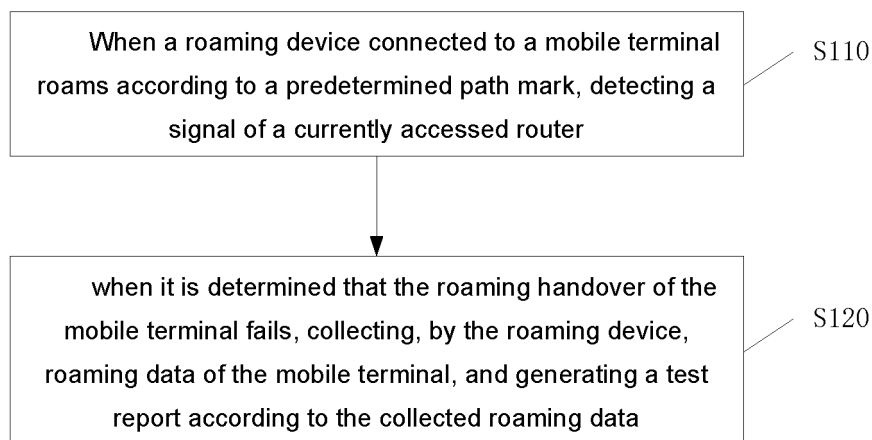 When a roaming device connected to a mobile terminal
roams according to a predetermined path mark, detecting a
signal of a currently accessed router
S110
when it is determined that the roaming handover of the
mobile terminal fails, collecting, by the roaming device,
roaming data of the mobile terminal, and generating a test
report according to the collected roaming data
S120